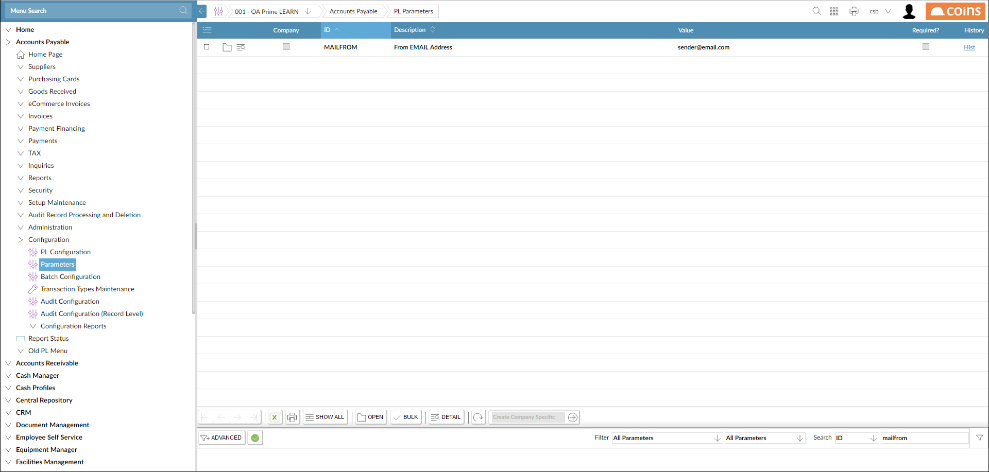 Menu Search
001 - OA Prime LEARN
Accounts Payable
PL Parameters
csb
coins
Home
Accounts Payable
Home Page
Suppliers
Purchasing Cards
Goods Received
eCommerce Invoices
Invoices
Payment Financing
Payments
TAX
Inquiries
Reports
Security
Setup Maintenance
Audit Record Processing and Deletion
Administration
Configuration
PL Configuration
Parameters
Batch Configuration
Transaction Types Maintenance
Audit Configuration
Audit Configuration (Record Level)
Configuration Reports
Report Status
Old PL Menu
Accounts Receivable
Cash Manager
Cash Profiles
Central Repository
CRM
Document Management
Employee Self Service
Equipment Manager
Facilities Management
Company ID Description Value Required? History
MAILFROM From EMAIL Address sender@email.com Hist
SHOW ALL OPEN BULK DETAIL Create Company Specific
ADVANCED Filter All Parameters All Parameters Search ID mailfrom